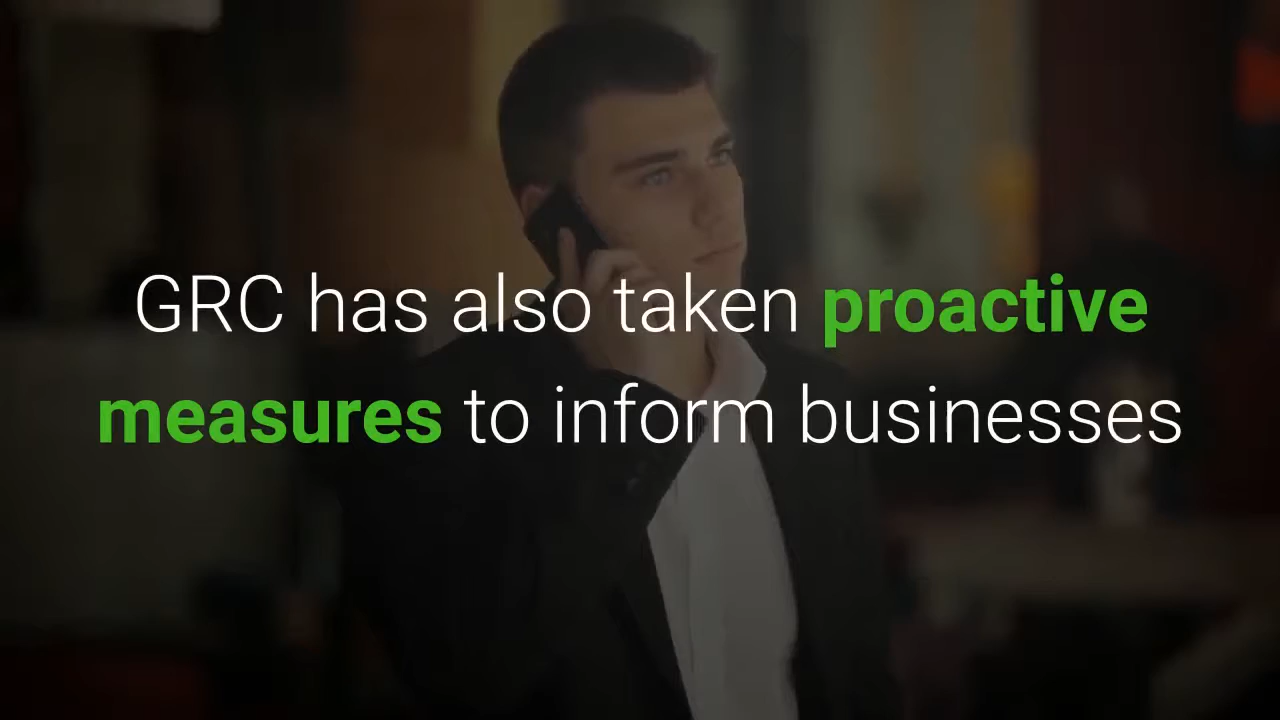 GRC has also taken proactive
measures to inform businesses